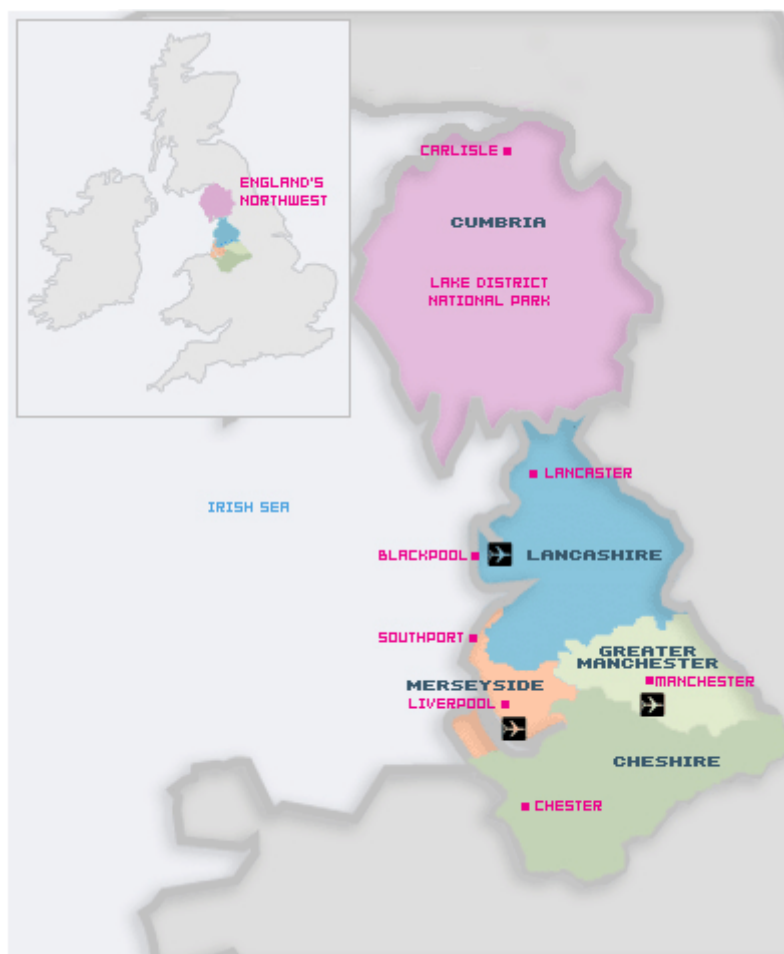 ENGLAND'S
NORTHWEST
CARLISLE
CUMBRIA
LAKE DISTRICT
NATIONAL PARK
LANCASTER
IRISH SEA
BLACKPOOL
LANCASHIRE
SOUTHPORT
GREATER
MANCHESTER
MANCHESTER
MERSEYSIDE
LIVERPOOL
CHESHIRE
CHESTER